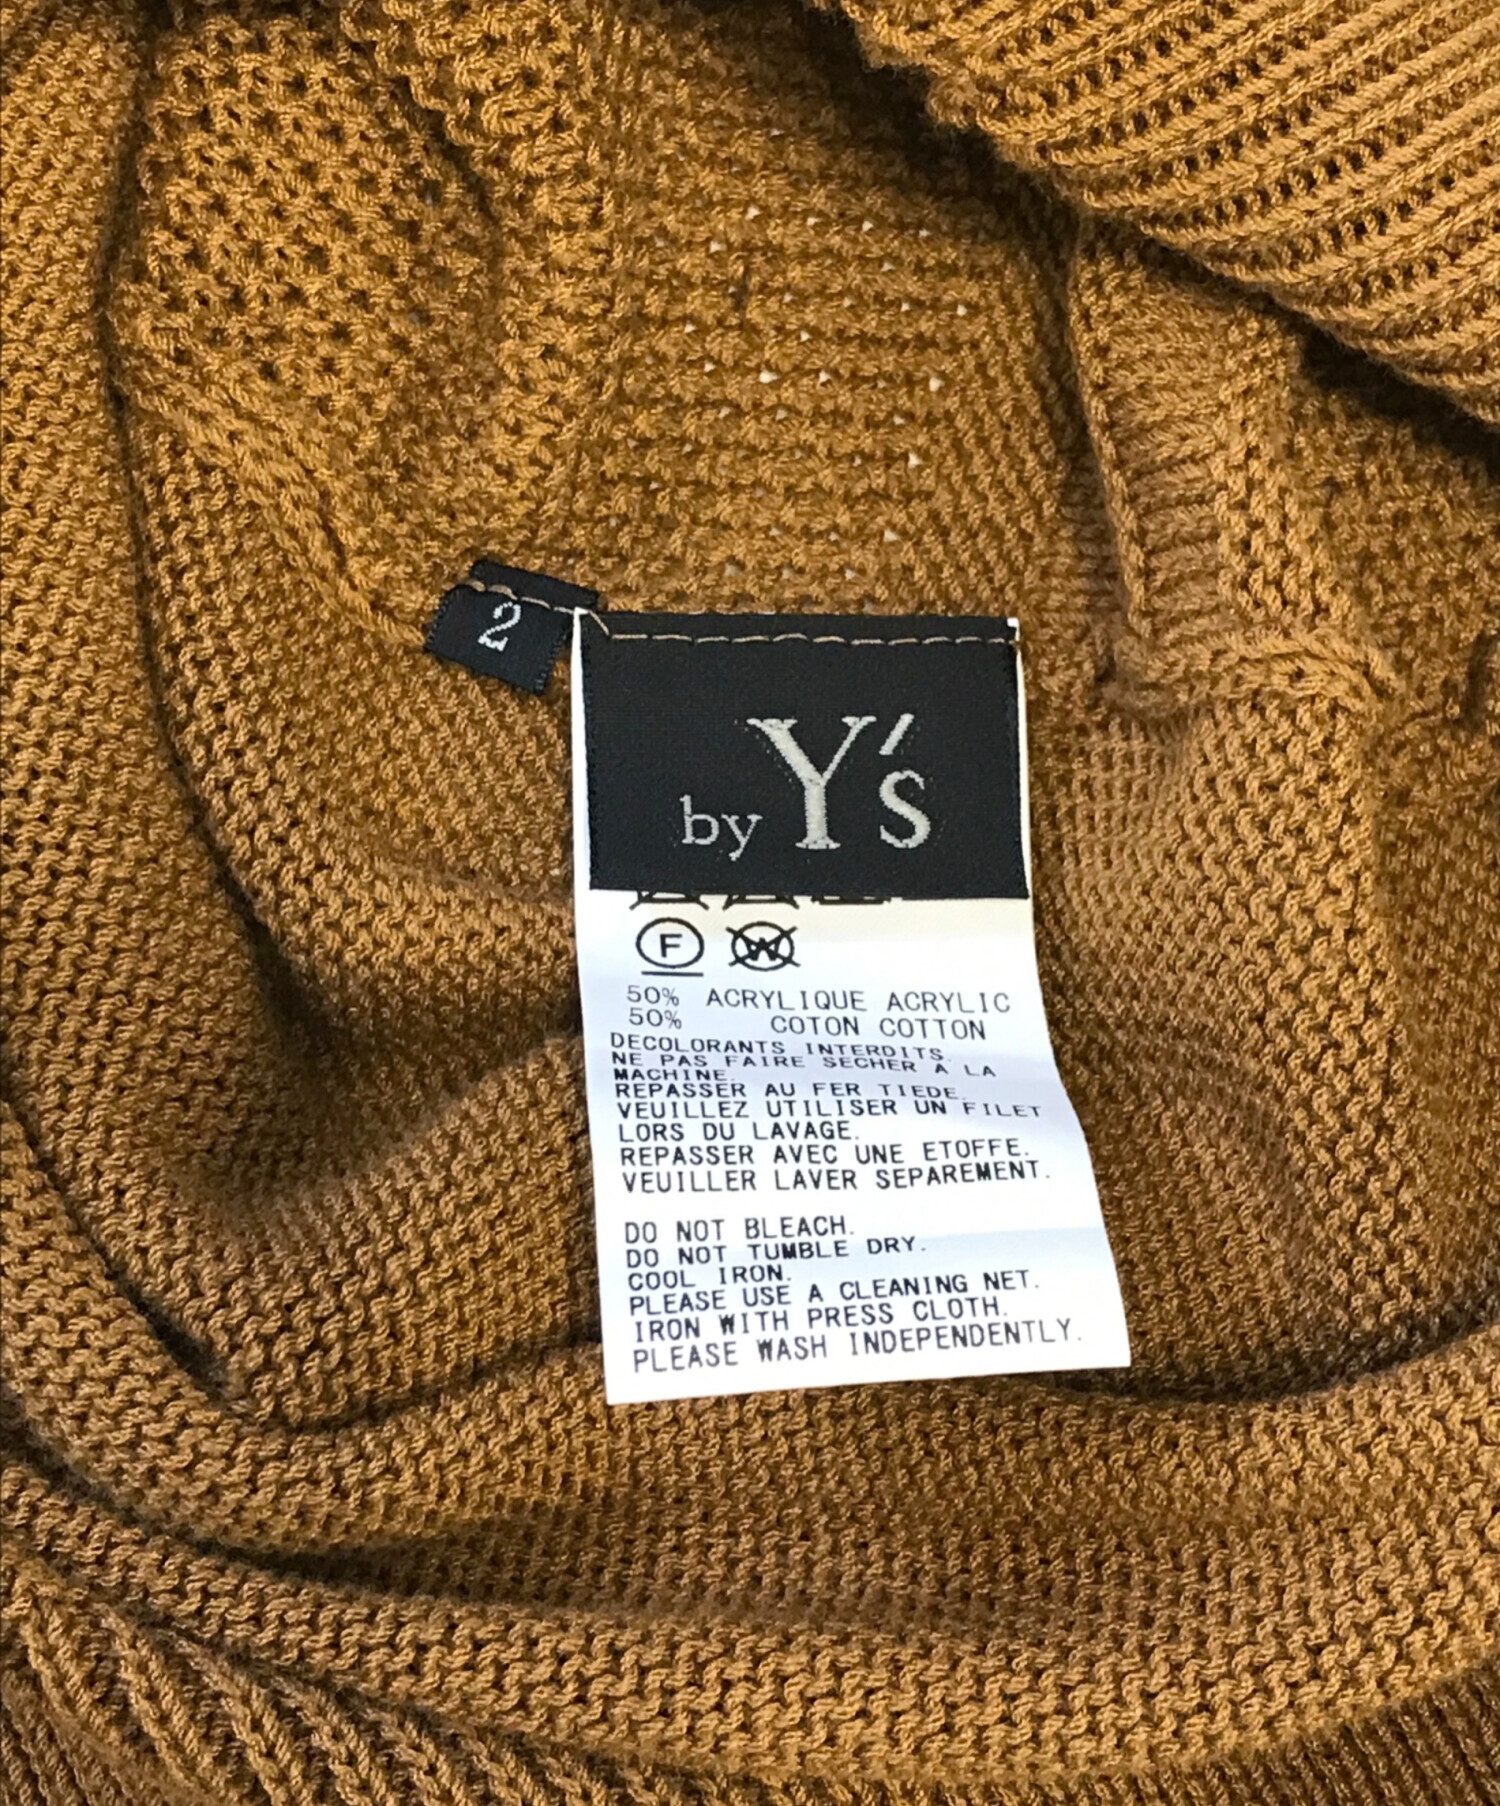 2
by Y's
F W
50% ACRYLIQUE ACRYLIC
50% COTON COTTON
DECOLORANTS INTERDITS.
NE PAS FAIRE SECHER A LA
MACHINE.
REPASSER AU FER TIEDE.
VEUILLEZ UTILISER UN FILET
LORS DU LAVAGE.
REPASSER AVEC UNE ETOFFE.
VEUILLER LAVER SEPAREMENT.
DO NOT BLEACH.
DO NOT TUMBLE DRY.
COOL IRON.
PLEASE USE A CLEANING NET.
IRON WITH PRESS CLOTH.
PLEASE WASH INDEPENDENTLY.